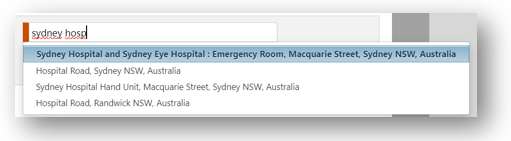 sydney hosp
Sydney Hospital and Sydney Eye Hospital : Emergency Room, Macquarie Street, Sydney NSW, Australia
Hospital Road, Sydney NSW, Australia
Sydney Hospital Hand Unit, Macquarie Street, Sydney NSW, Australia
Hospital Road, Randwick NSW, Australia